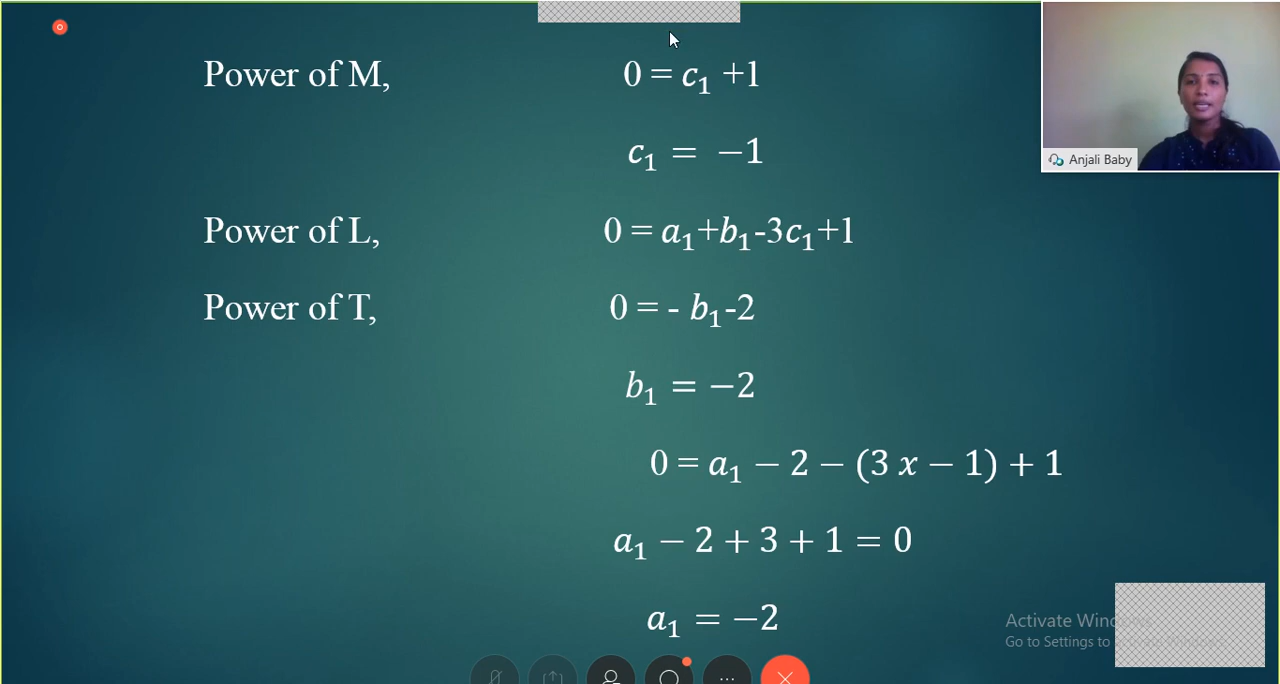 Power of M, 0 = c₁ +1
c₁ = −1
Power of L, 0 = a₁+b₁-3c₁+1
Power of T, 0 = - b₁-2
b₁ = −2
0 = a₁ − 2 − (3 x − 1) + 1
a₁ − 2 + 3 + 1 = 0
a₁ = −2
Anjali Baby
Activate Win
Go to Settings to